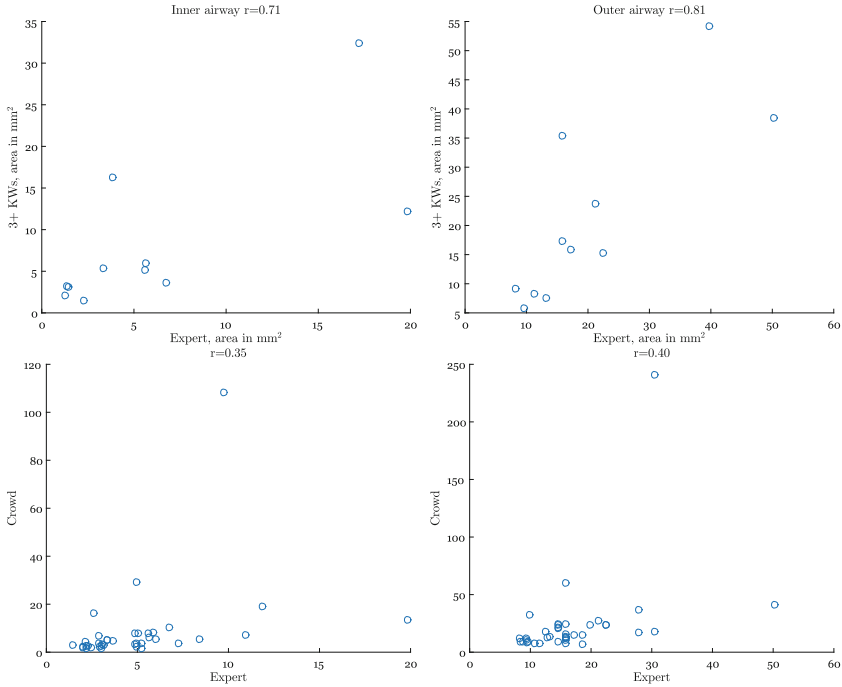 Inner airway r=0.71
35
30
25
20
15
10
5
0
3+ KWs, area in mm²
0 5 10 15 20
Expert, area in mm²
Outer airway r=0.81
55
50
45
40
35
30
25
20
15
10
5
3+ KWs, area in mm²
0 10 20 30 40 50 60
Expert, area in mm²
r=0.35
120
100
80
60
40
20
0
Crowd
0 5 10 15 20
Expert
r=0.40
250
200
150
100
50
0
Crowd
0 10 20 30 40 50 60
Expert